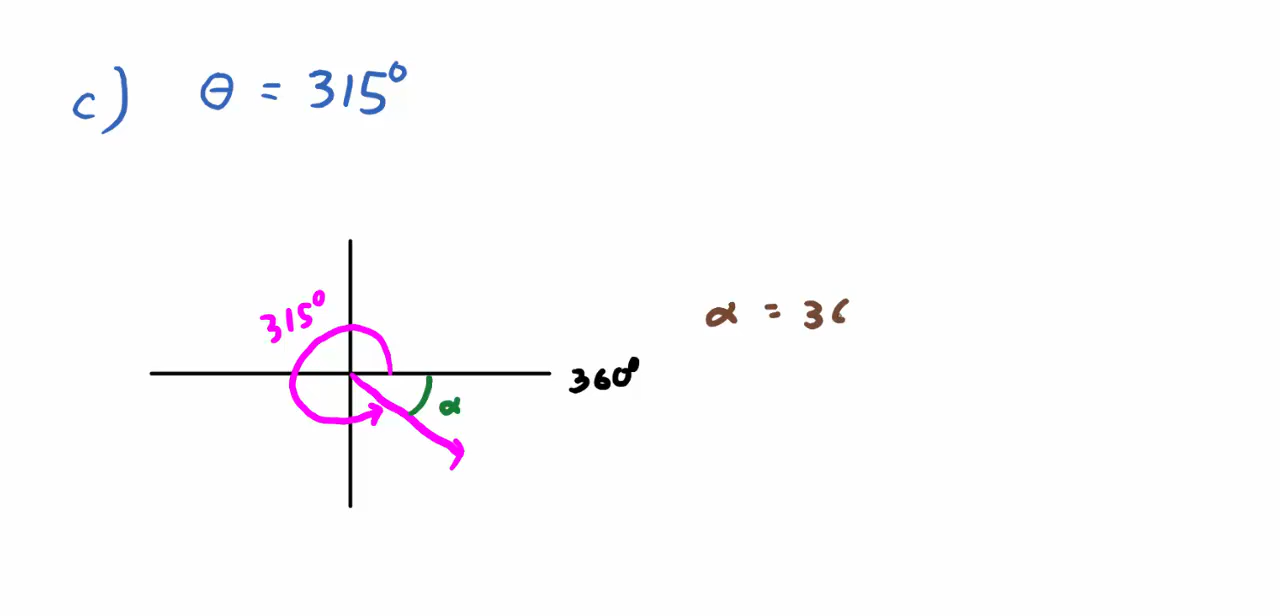 c) θ = 315°
315°
α = 36
360°
α